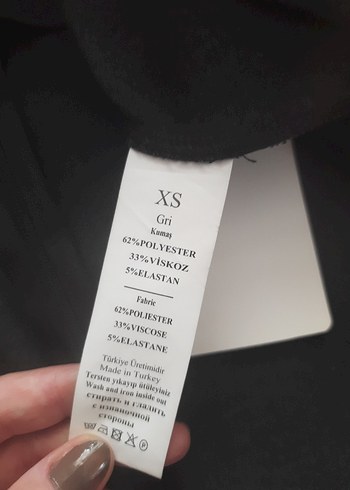 XS
Gri
Kumaş
62%POLYESTER
33%VİSKOZ
5%ELASTAN
Fabric
62%POLIESTER
33%VISCOSE
5%ELASTANE
Türkiye Üretimidir
Made in Turkey
Tersten yıkayıp ütüleyiniz
Wash and iron inside out
стирать и гладить
с изнаночной
стороны